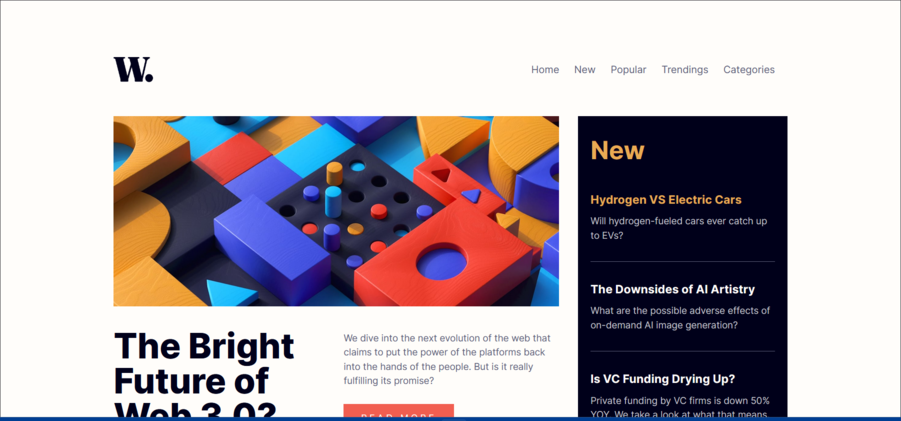 W.
Home New Popular Trendings Categories
The Bright
Future of
Web 3.0?
We dive into the next evolution of the web that
claims to put the power of the platforms back
into the hands of the people. But is it really
fulfilling its promise?
READ MORE
New
Hydrogen VS Electric Cars
Will hydrogen-fueled cars ever catch up
to EVs?
The Downsides of AI Artistry
What are the possible adverse effects of
on-demand AI image generation?
Is VC Funding Drying Up?
Private funding by VC firms is down 50%
YOY. We take a look at what that means.